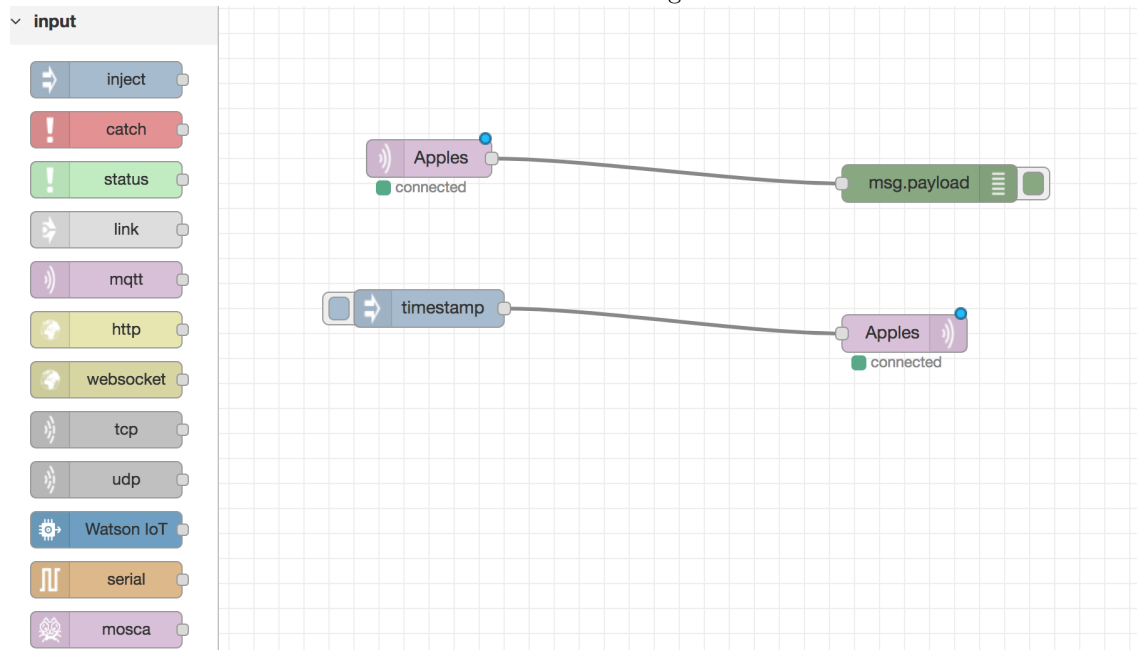 input
inject
catch
status
link
mqtt
http
websocket
tcp
udp
Watson IoT
serial
mosca
Apples
connected
msg.payload
timestamp
Apples
connected